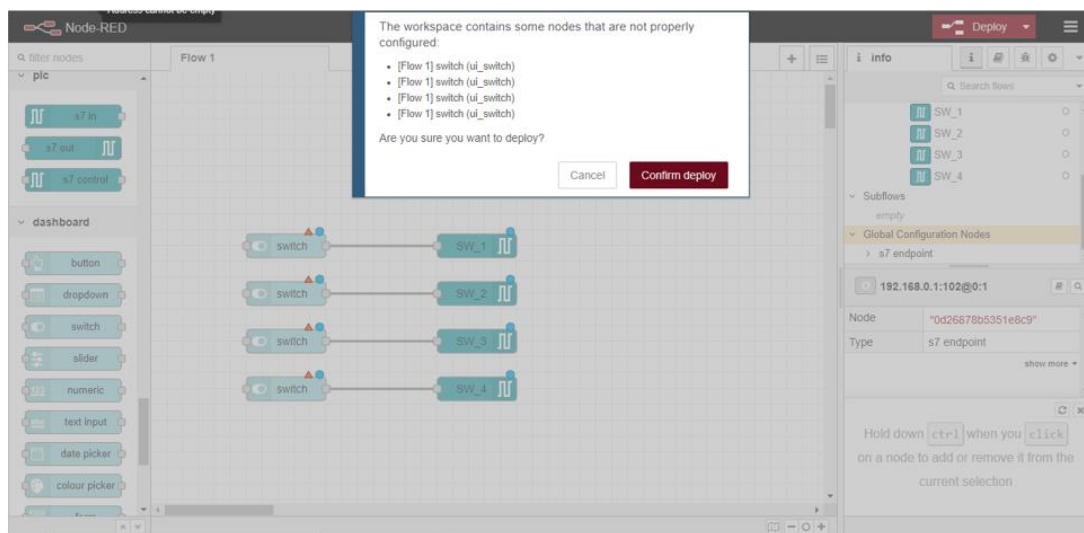 Address cannot be empty
Node-RED
The workspace contains some nodes that are not properly
configured:
[Flow 1] switch (ui_switch)
[Flow 1] switch (ui_switch)
[Flow 1] switch (ui_switch)
[Flow 1] switch (ui_switch)
Are you sure you want to deploy?
Cancel
Confirm deploy
Deploy
filter nodes
plc
s7 in
s7 out
s7 control
dashboard
button
dropdown
switch
slider
numeric
text input
date picker
colour picker
Flow 1
switch
SW_1
switch
SW_2
switch
SW_3
switch
SW_4
i info
i
Search flows
SW_1
SW_2
SW_3
SW_4
Subflows
empty
Global Configuration Nodes
s7 endpoint
192.168.0.1:102@0:1
Node "0d26878b5351e8c9"
Type s7 endpoint
show more
Hold down ctrl when you click
on a node to add or remove it from the
current selection